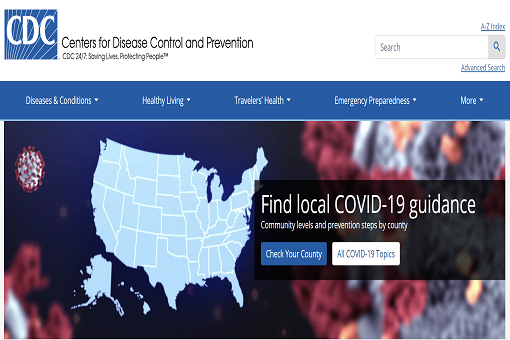 CDC
Centers for Disease Control and Prevention
CDC 24/7: Saving Lives, Protecting People™
A-Z Index
Search
Advanced Search
Diseases & Conditions
Healthy Living
Travelers' Health
Emergency Preparedness
More
Find local COVID-19 guidance
Community levels and prevention steps by county
Check Your County
All COVID-19 Topics